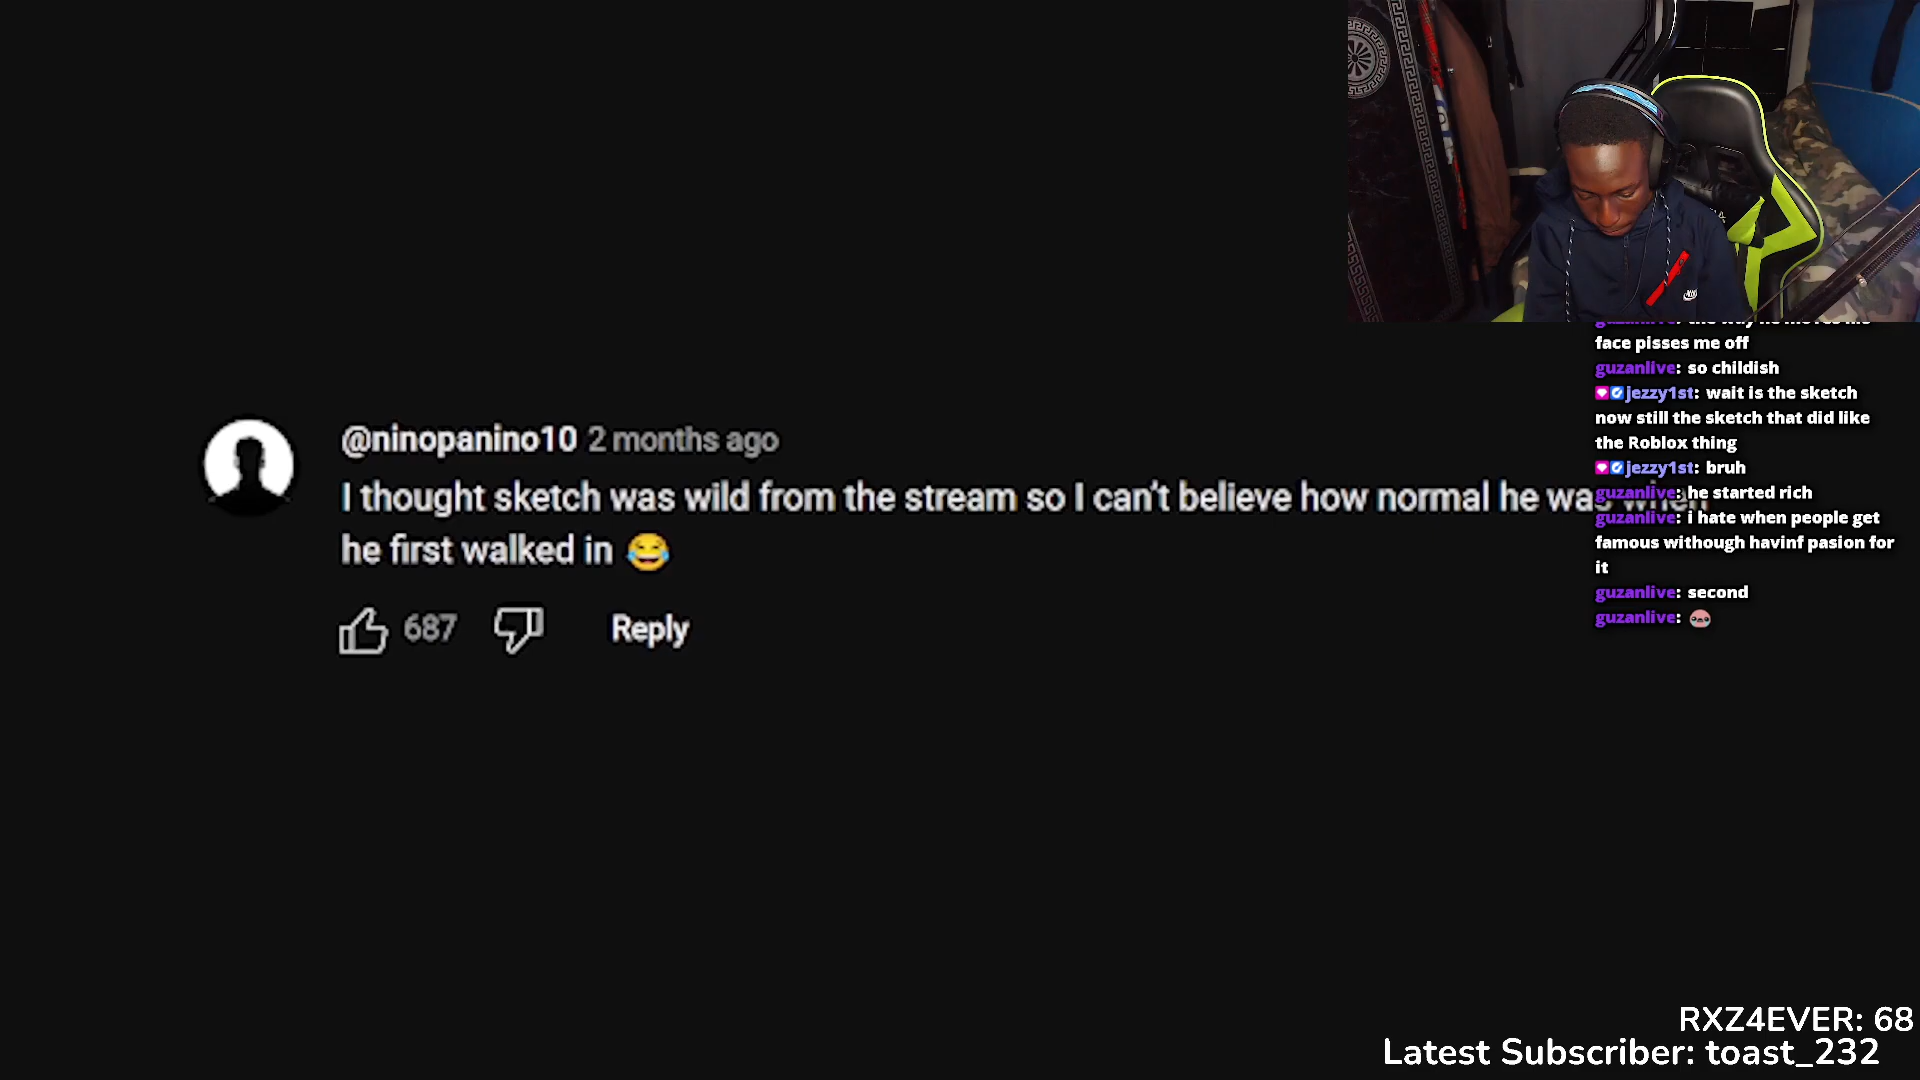 @ninopanino10 2 months ago
I thought sketch was wild from the stream so I can't believe how normal he was when
he first walked in 😂
687 Reply
face pisses me off
guzanlive: so childish
jezzy1st: wait is the sketch
now still the sketch that did like
the Roblox thing
jezzy1st: bruh
guzanlive: he started rich
guzanlive: i hate when people get
famous withough havinf pasion for
it
guzanlive: second
guzanlive:
RXZ4EVER: 68
Latest Subscriber: toast_232